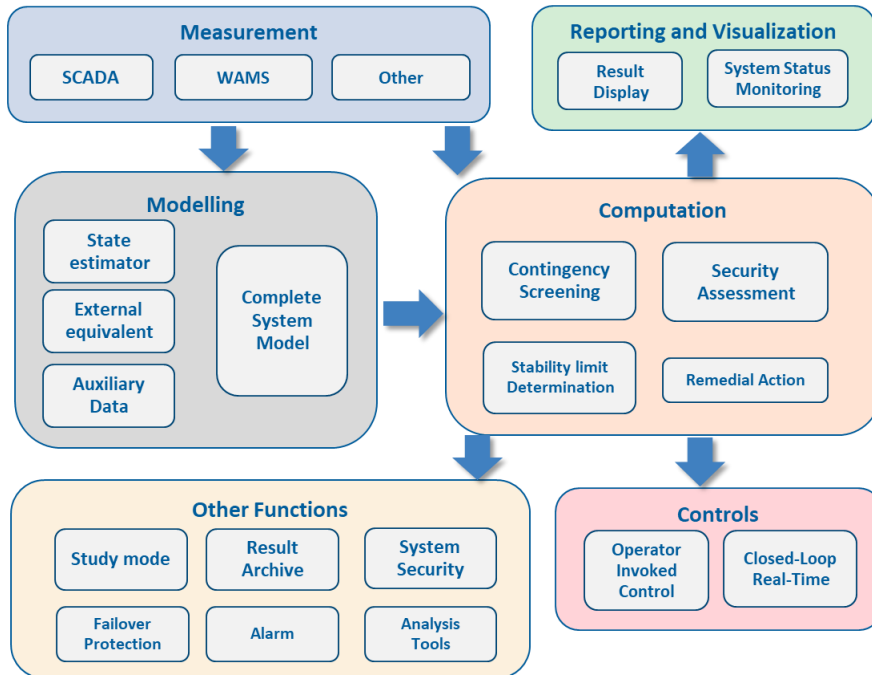 Measurement
SCADA
WAMS
Other
Reporting and Visualization
Result
Display
System Status
Monitoring
Modelling
State
estimator
External
equivalent
Auxiliary
Data
Complete
System
Model
Computation
Contingency
Screening
Security
Assessment
Stability limit
Determination
Remedial Action
Other Functions
Study mode
Result
Archive
System
Security
Failover
Protection
Alarm
Analysis
Tools
Controls
Operator
Invoked
Control
Closed-Loop
Real-Time